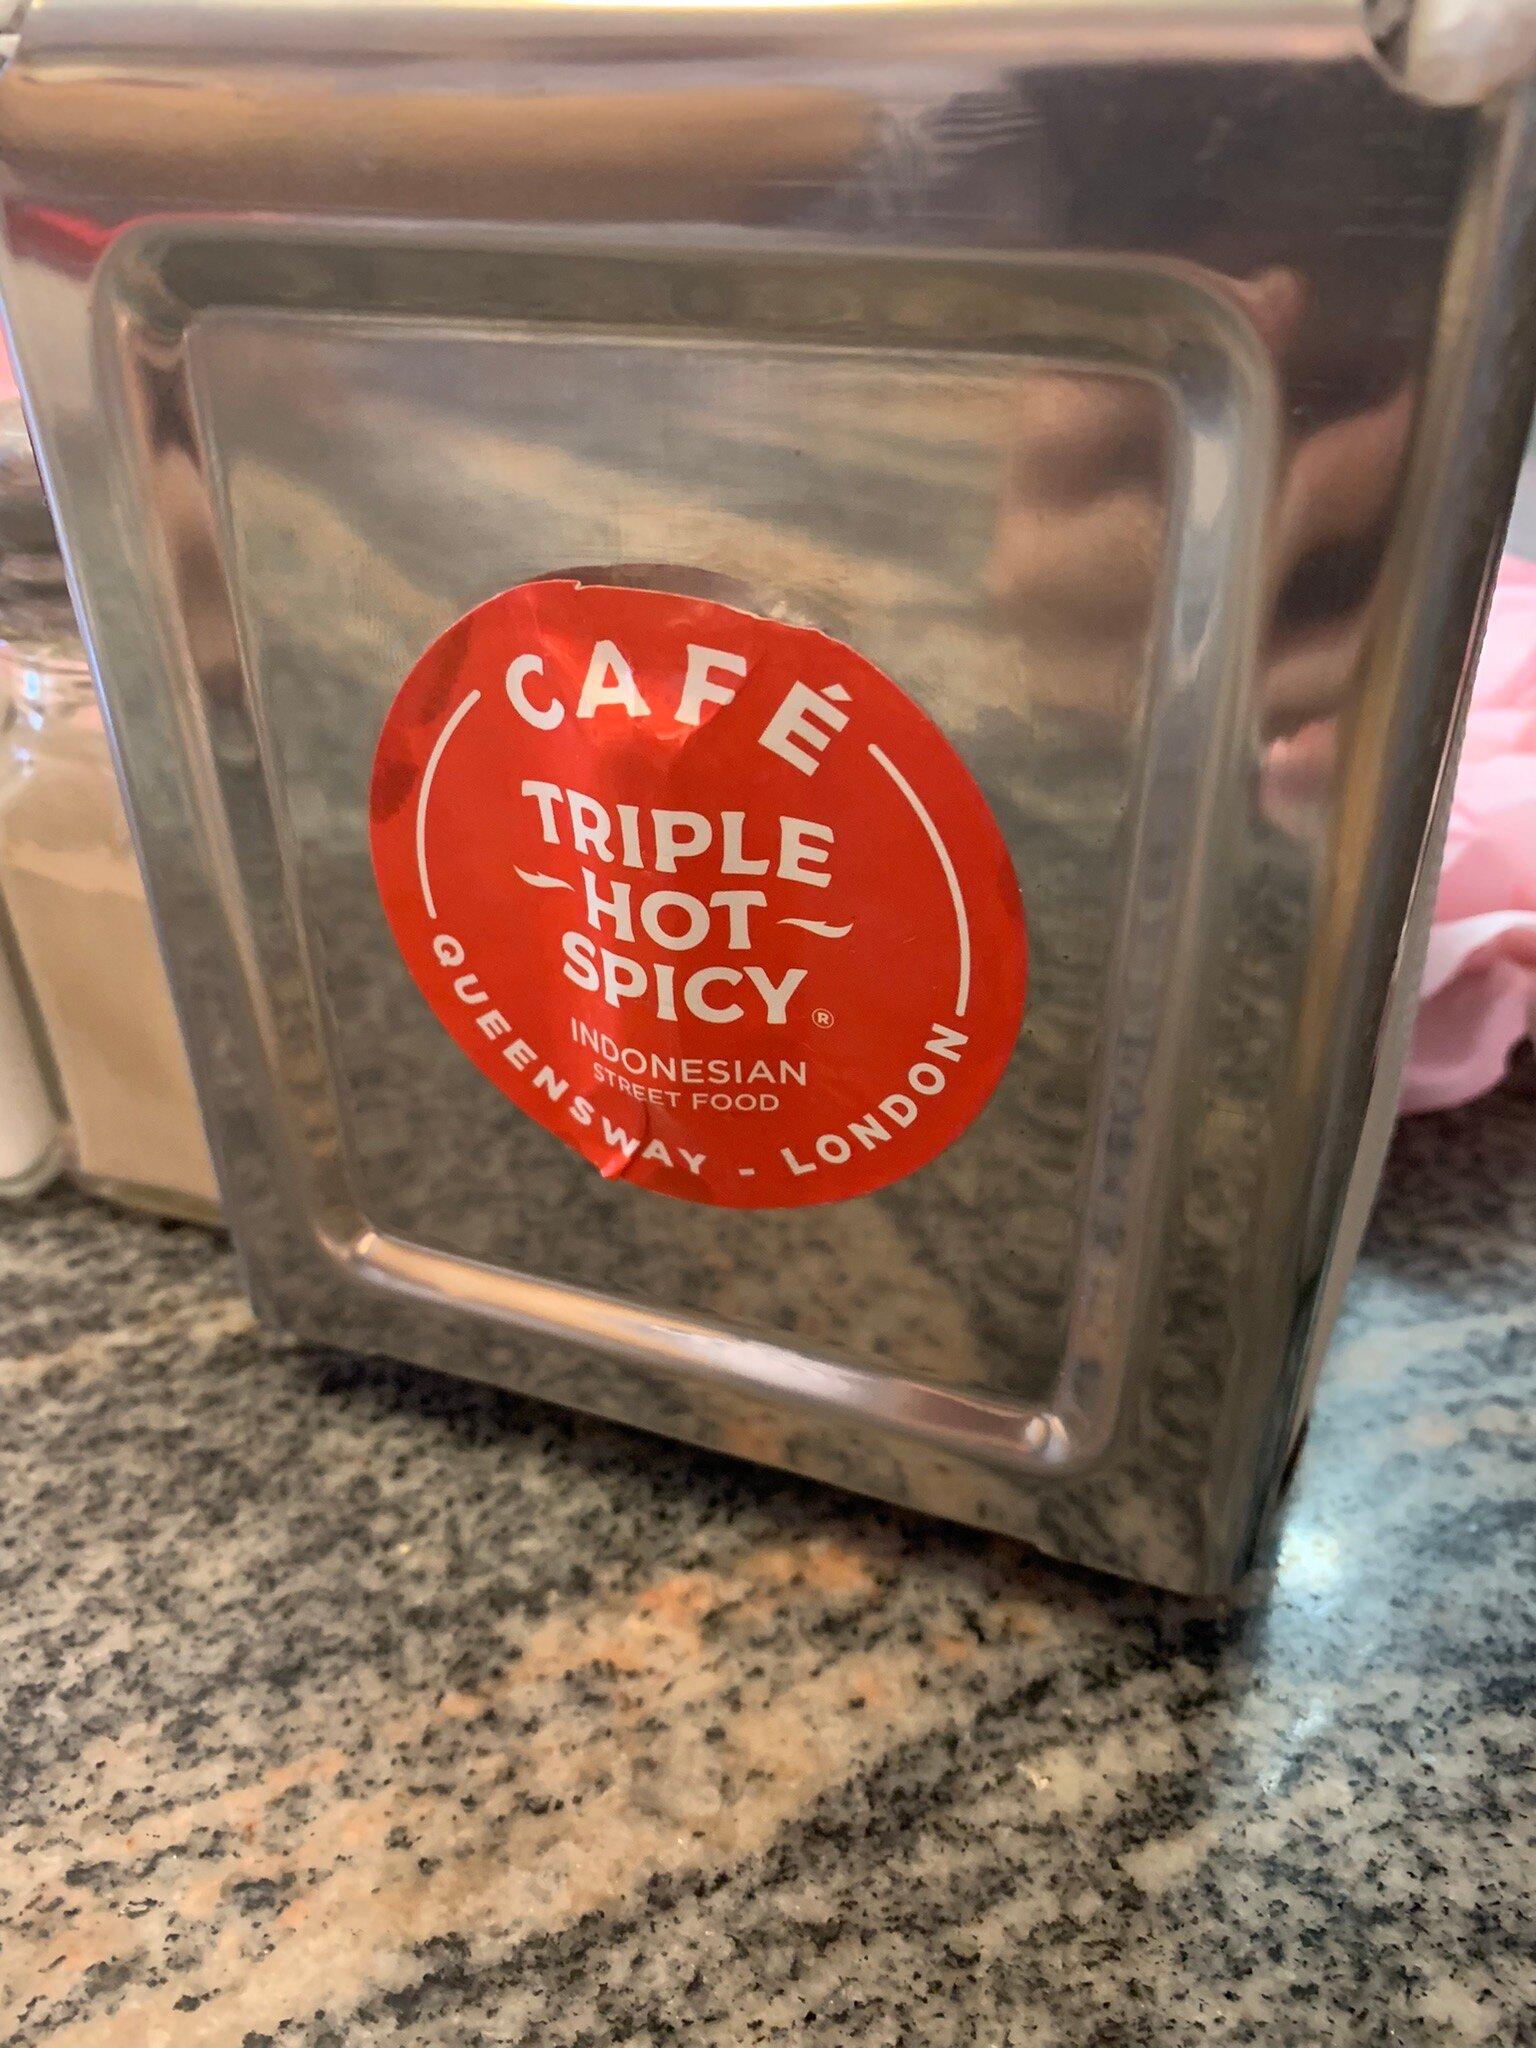 CAFÉ
TRIPLE
HOT
SPICY®
INDONESIAN
STREET FOOD
QUEENSWAY - LONDON